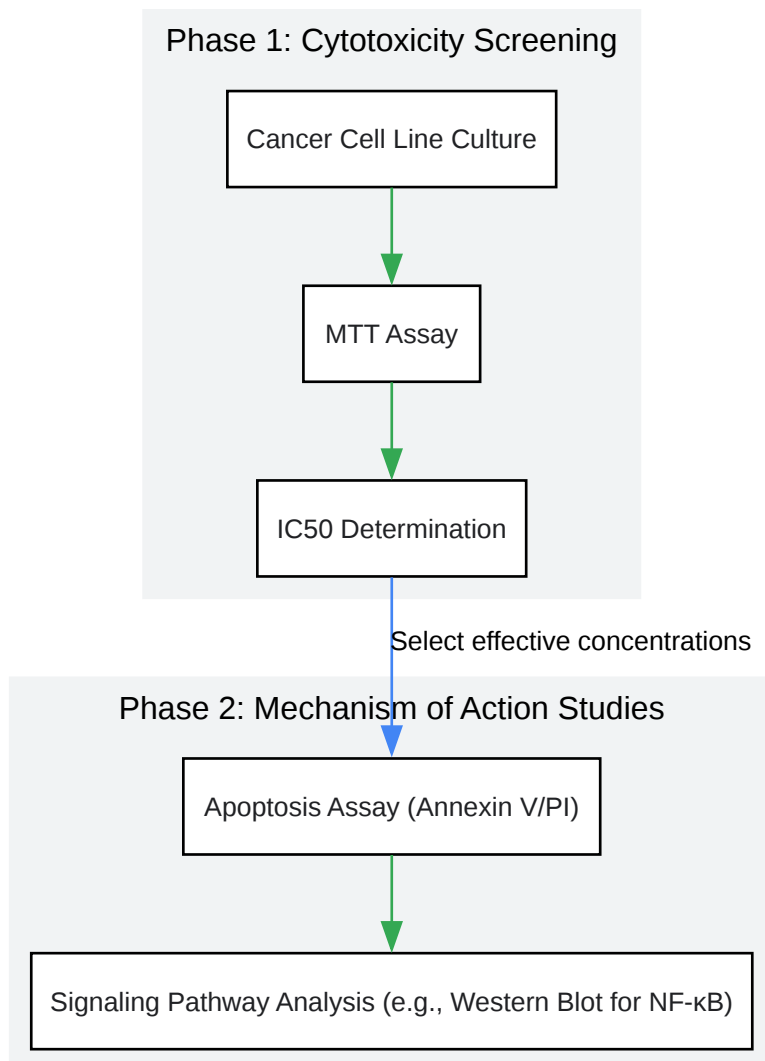 Phase 1: Cytotoxicity Screening
Cancer Cell Line Culture
MTT Assay
IC50 Determination
Select effective concentrations
Phase 2: Mechanism of Action Studies
Apoptosis Assay (Annexin V/PI)
Signaling Pathway Analysis (e.g., Western Blot for NF-κB)